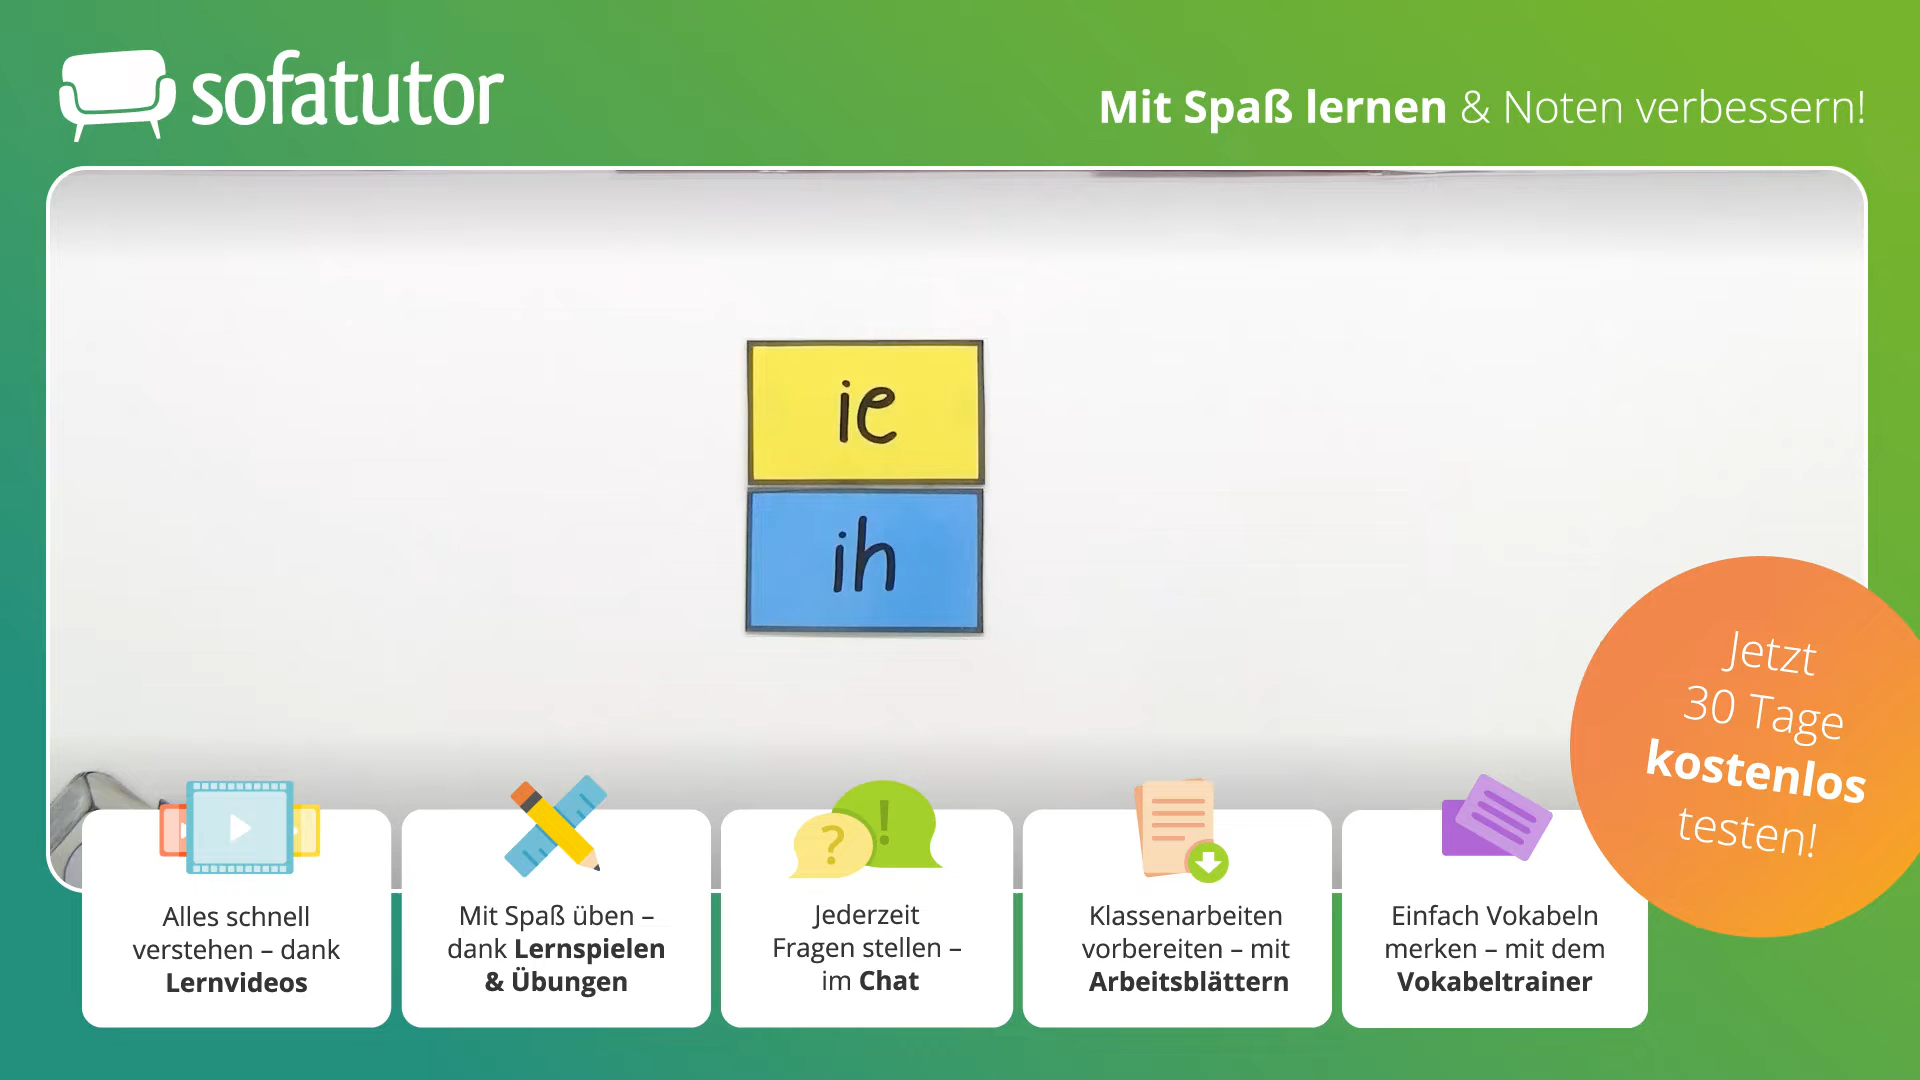 sofatutor
Mit Spaß lernen & Noten verbessern!
ie
ih
Jetzt
30 Tage
kostenlos
testen!
Alles schnell
verstehen – dank
Lernvideos
Mit Spaß üben –
dank Lernspielen
& Übungen
?
!
Jederzeit
Fragen stellen –
im Chat
Klassenarbeiten
vorbereiten – mit
Arbeitsblättern
Einfach Vokabeln
merken – mit dem
Vokabeltrainer